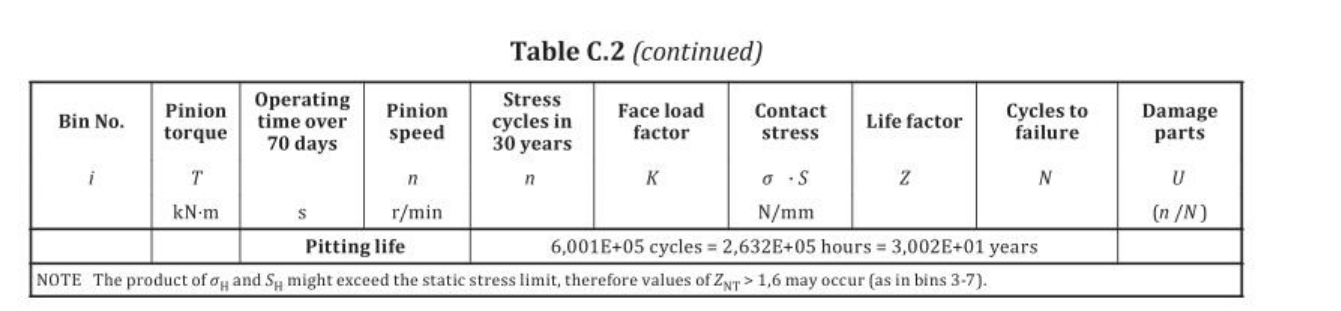 Table C.2 (continued)
Bin No. Pinion torque Operating time over 70 days Pinion speed Stress cycles in 30 years Face load factor Contact stress Life factor Cycles to failure Damage parts
i T n n K σ ·S Z N U
kN·m s r/min N/mm (n /N)
Pitting life 6,001E+05 cycles = 2,632E+05 hours = 3,002E+01 years
NOTE The product of σH and SH might exceed the static stress limit, therefore values of ZNT > 1,6 may occur (as in bins 3-7).